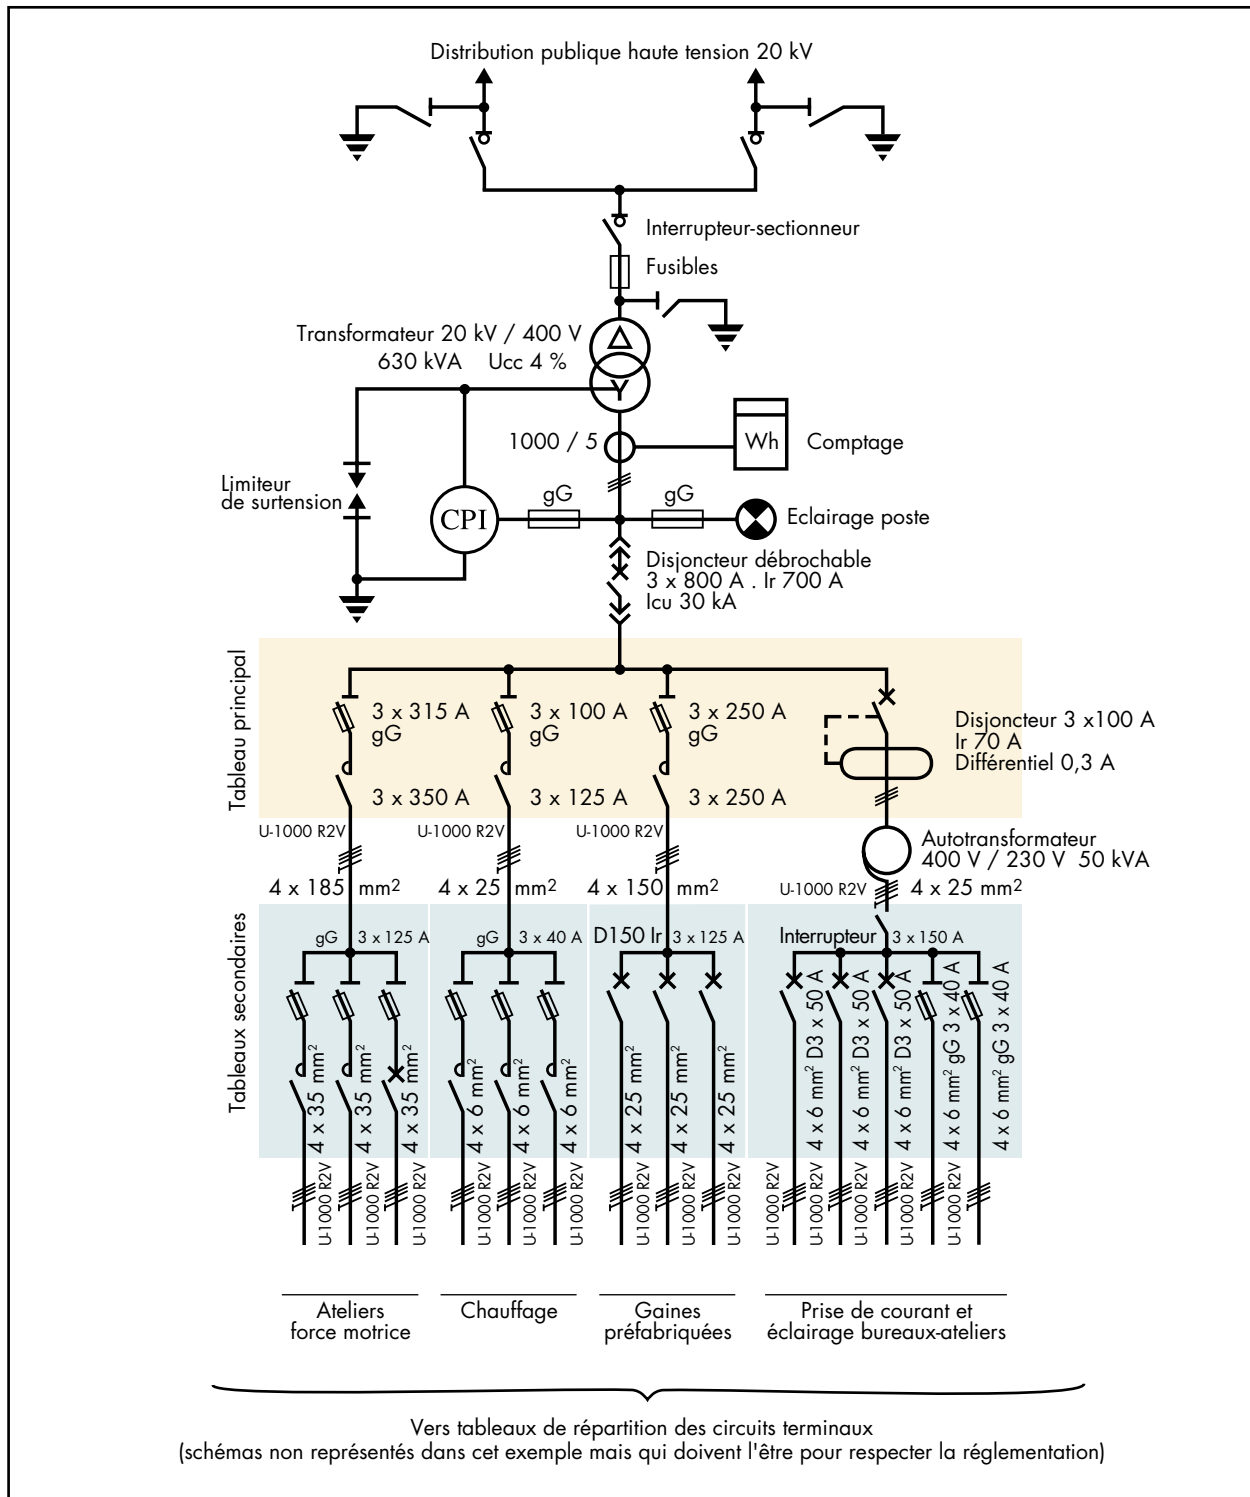 Distribution publique haute tension 20 kV
Interrupteur-sectionneur
Fusibles
Transformateur 20 kV / 400 V
630 kVA Ucc 4 %
1000 / 5
Wh
Comptage
Limiteur
de surtension
CPI
gG
gG
Eclairage poste
Disjoncteur débrochable
3 x 800 A . Ir 700 A
Icu 30 kA
Tableau principal
3 x 315 A
gG
3 x 100 A
gG
3 x 250 A
gG
Disjoncteur 3 x100 A
Ir 70 A
Différentiel 0,3 A
3 x 350 A
3 x 125 A
3 x 250 A
U-1000 R2V
U-1000 R2V
U-1000 R2V
Autotransformateur
400 V / 230 V 50 kVA
4 x 185 mm²
4 x 25 mm²
4 x 150 mm²
U-1000 R2V
4 x 25 mm²
Tableaux secondaires
gG 3 x 125 A
gG 3 x 40 A
D150 Ir 3 x 125 A
Interrupteur 3 x 150 A
4 x 35 mm²
4 x 35 mm²
4 x 35 mm²
4 x 6 mm²
4 x 6 mm²
4 x 6 mm²
4 x 25 mm²
4 x 25 mm²
4 x 25 mm²
4 x 6 mm² D3 x 50 A
4 x 6 mm² D3 x 50 A
4 x 6 mm² D3 x 50 A
4 x 6 mm² gG 3 x 40 A
4 x 6 mm² gG 3 x 40 A
U-1000 R2V
U-1000 R2V
U-1000 R2V
U-1000 R2V
U-1000 R2V
U-1000 R2V
U-1000 R2V
U-1000 R2V
U-1000 R2V
U-1000 R2V
U-1000 R2V
U-1000 R2V
U-1000 R2V
U-1000 R2V
Ateliers
force motrice
Chauffage
Gaines
préfabriquées
Prise de courant et
éclairage bureaux-ateliers
Vers tableaux de répartition des circuits terminaux
(schémas non représentés dans cet exemple mais qui doivent l'être pour respecter la réglementation)